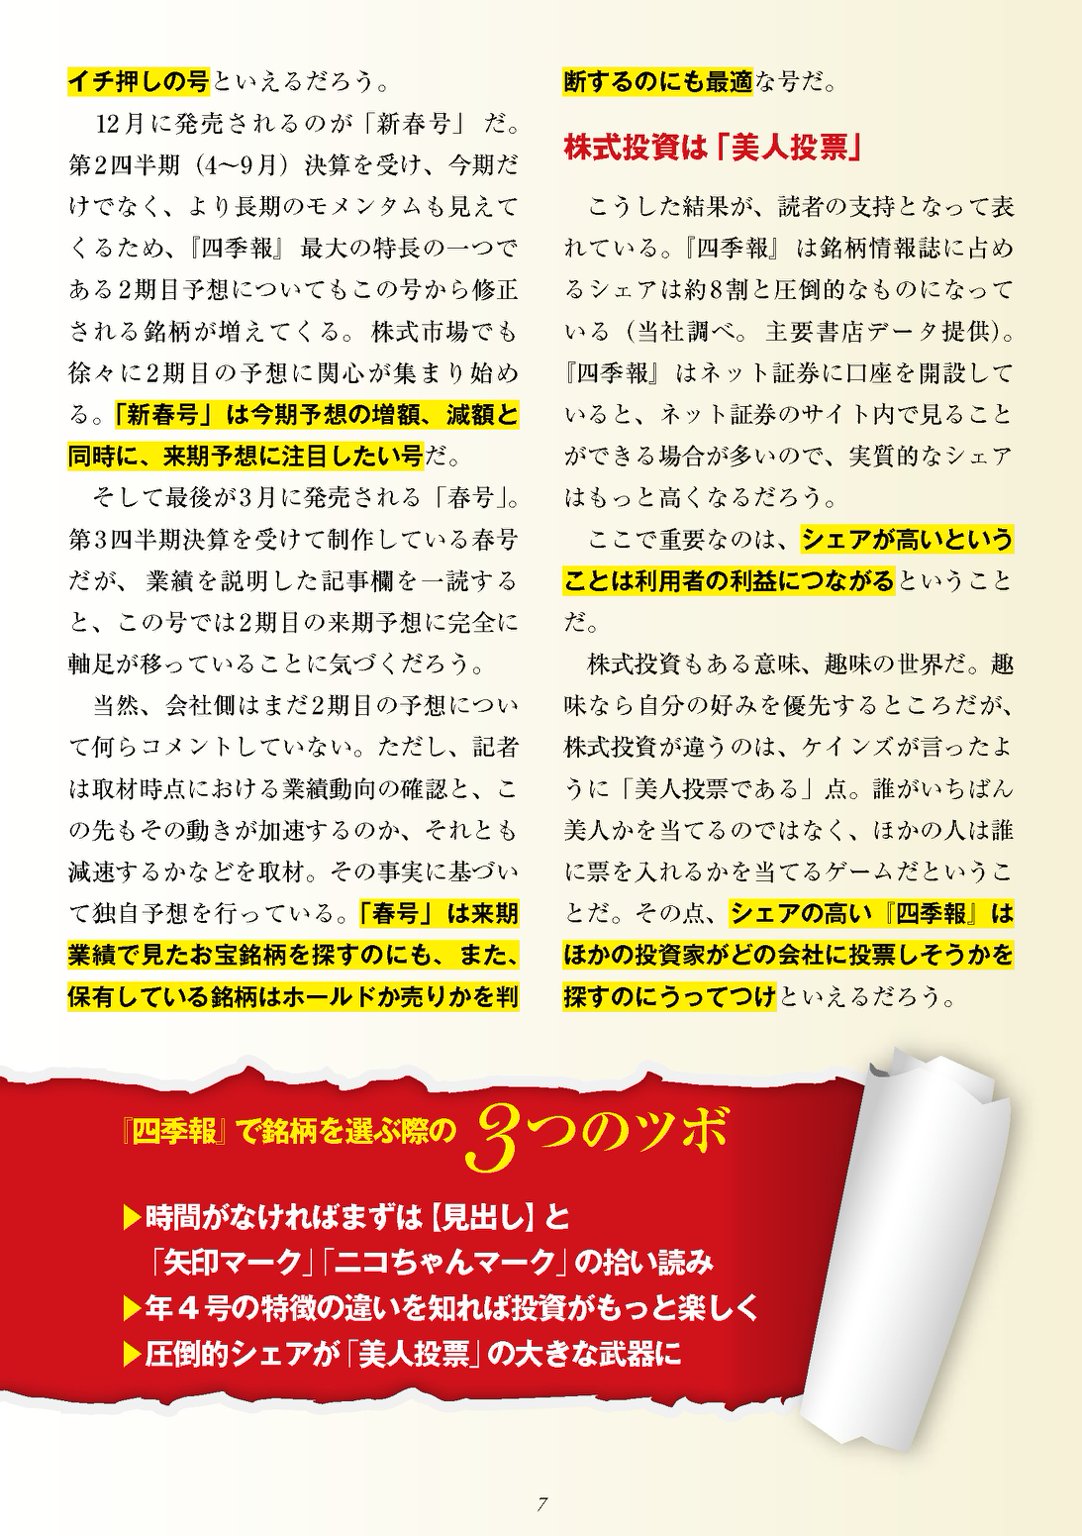 イチ押しの号といえるだろう。
12月に発売されるのが「新春号」だ。
第2四半期（4〜9月）決算を受け、今期だ
けでなく、より長期のモメンタムも見えて
くるため、『四季報』最大の特長の一つで
ある2期目予想についてもこの号から修正
される銘柄が増えてくる。株式市場でも
徐々に2期目の予想に関心が集まり始め
る。「新春号」は今期予想の増額、減額と
同時に、来期予想に注目したい号だ。
そして最後が3月に発売される「春号」。
第3四半期決算を受けて制作している春号
だが、業績を説明した記事欄を一読する
と、この号では2期目の来期予想に完全に
軸足が移っていることに気づくだろう。
当然、会社側はまだ2期目の予想につい
て何らコメントしていない。ただし、記者
は取材時点における業績動向の確認と、こ
の先もその動きが加速するのか、それとも
減速するかなどを取材。その事実に基づい
て独自予想を行っている。「春号」は来期
業績で見たお宝銘柄を探すのにも、また、
保有している銘柄はホールドか売りかを判
断するのにも最適な号だ。
株式投資は「美人投票」
こうした結果が、読者の支持となって表
れている。『四季報』は銘柄情報誌に占め
るシェアは約8割と圧倒的なものになって
いる（当社調べ。主要書店データ提供）。
『四季報』はネット証券に口座を開設して
いると、ネット証券のサイト内で見ること
ができる場合が多いので、実質的なシェア
はもっと高くなるだろう。
ここで重要なのは、シェアが高いという
ことは利用者の利益につながるということ
だ。
株式投資もある意味、趣味の世界だ。趣
味なら自分の好みを優先するところだが、
株式投資が違うのは、ケインズが言ったよ
うに「美人投票である」点。誰がいちばん
美人かを当てるのではなく、ほかの人は誰
に票を入れるかを当てるゲームだというこ
とだ。その点、シェアの高い『四季報』は
ほかの投資家がどの会社に投票しそうかを
探すのにうってつけといえるだろう。
『四季報』で銘柄を選ぶ際の3つのツボ
▶時間がなければまずは【見出し】と
「矢印マーク」「ニコちゃんマーク」の拾い読み
▶年4号の特徴の違いを知れば投資がもっと楽しく
▶圧倒的シェアが「美人投票」の大きな武器に
7